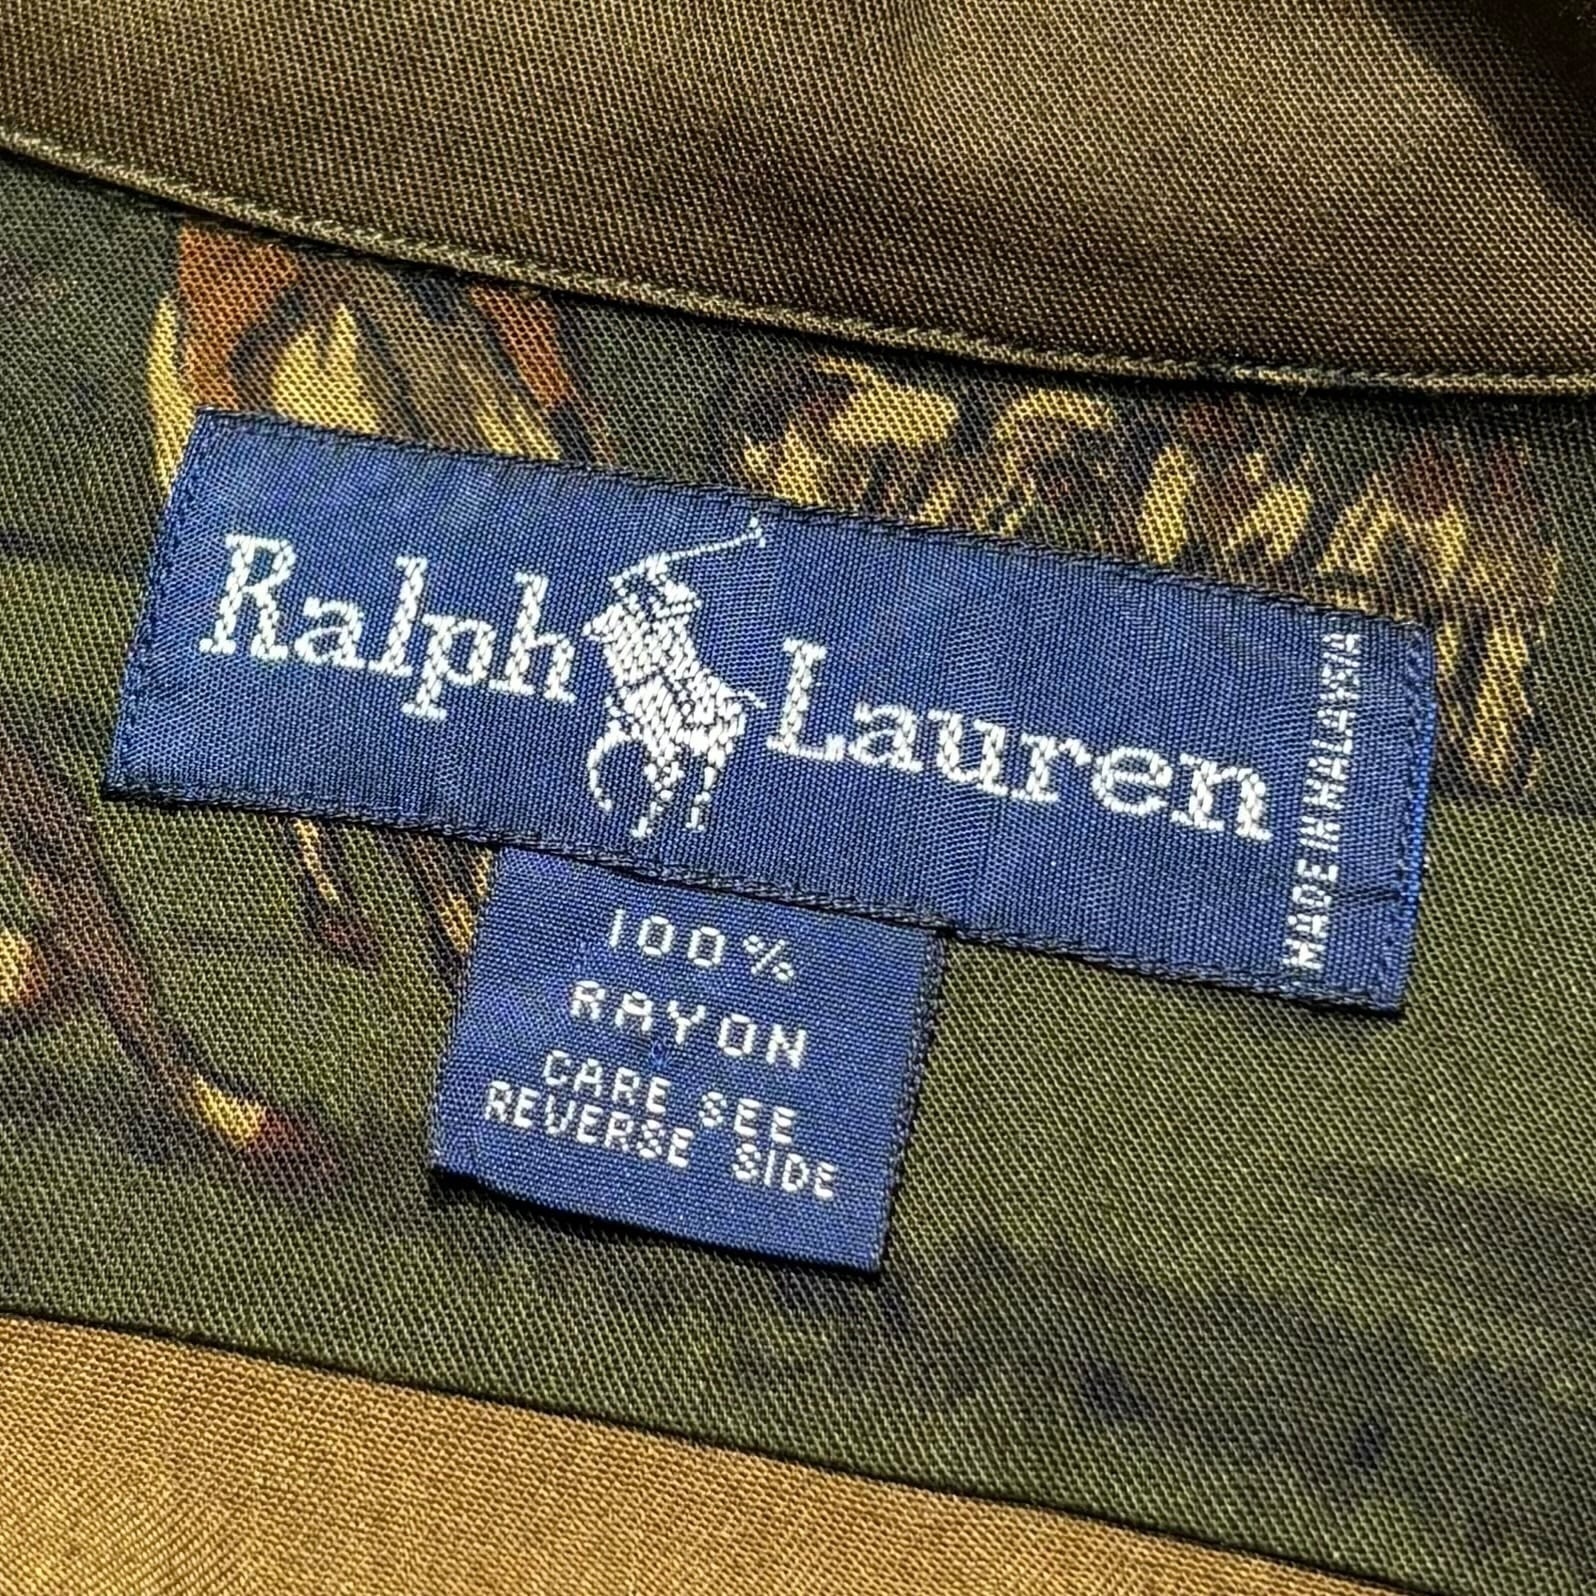 Ralph Lauren
MADE IN MALAYSIA
100%
RAYON
CARE SEE
REVERSE SIDE